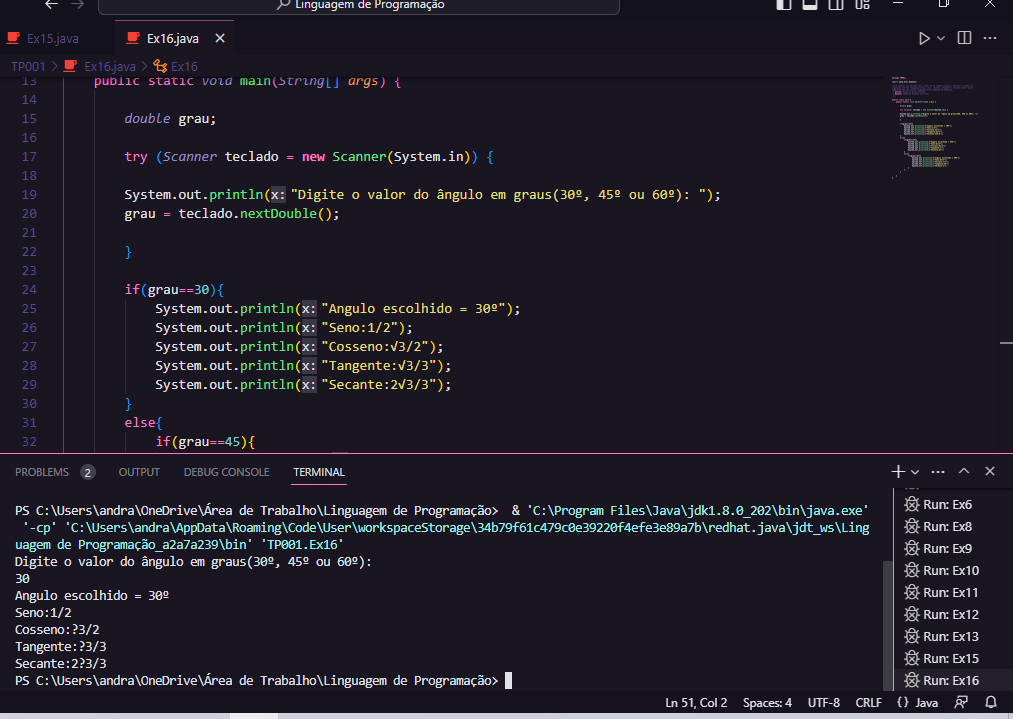 Linguagem de Programação
Ex15.java
Ex16.java
TP001 > Ex16.java > Ex16
13 public static void main(String[] args) {
14
15 double grau;
16
17 try (Scanner teclado = new Scanner(System.in)) {
18
19 System.out.println(x: "Digite o valor do ângulo em graus(30º, 45º ou 60º): ");
20 grau = teclado.nextDouble();
21
22 }
23
24 if(grau==30){
25 System.out.println(x: "Angulo escolhido = 30º");
26 System.out.println(x: "Seno:1/2");
27 System.out.println(x: "Cosseno:√3/2");
28 System.out.println(x: "Tangente:√3/3");
29 System.out.println(x: "Secante:2√3/3");
30 }
31 else{
32 if(grau==45){
PROBLEMS 2 OUTPUT DEBUG CONSOLE TERMINAL
PS C:\Users\andra\OneDrive\Área de Trabalho\Linguagem de Programação>  & 'C:\Program Files\Java\jdk1.8.0_202\bin\java.exe'
'-cp' 'C:\Users\andra\AppData\Roaming\Code\User\workspaceStorage\34b79f61c479c0e39220f4efe3e89a7b\redhat.java\jdt_ws\Ling
uagem de Programação_a2a7a239\bin' 'TP001.Ex16'
Digite o valor do ângulo em graus(30º, 45º ou 60º):
30
Angulo escolhido = 30º
Seno:1/2
Cosseno:?3/2
Tangente:?3/3
Secante:2?3/3
PS C:\Users\andra\OneDrive\Área de Trabalho\Linguagem de Programação>
Run: Ex6
Run: Ex8
Run: Ex9
Run: Ex10
Run: Ex11
Run: Ex12
Run: Ex13
Run: Ex15
Run: Ex16
Ln 51, Col 2 Spaces: 4 UTF-8 CRLF {} Java